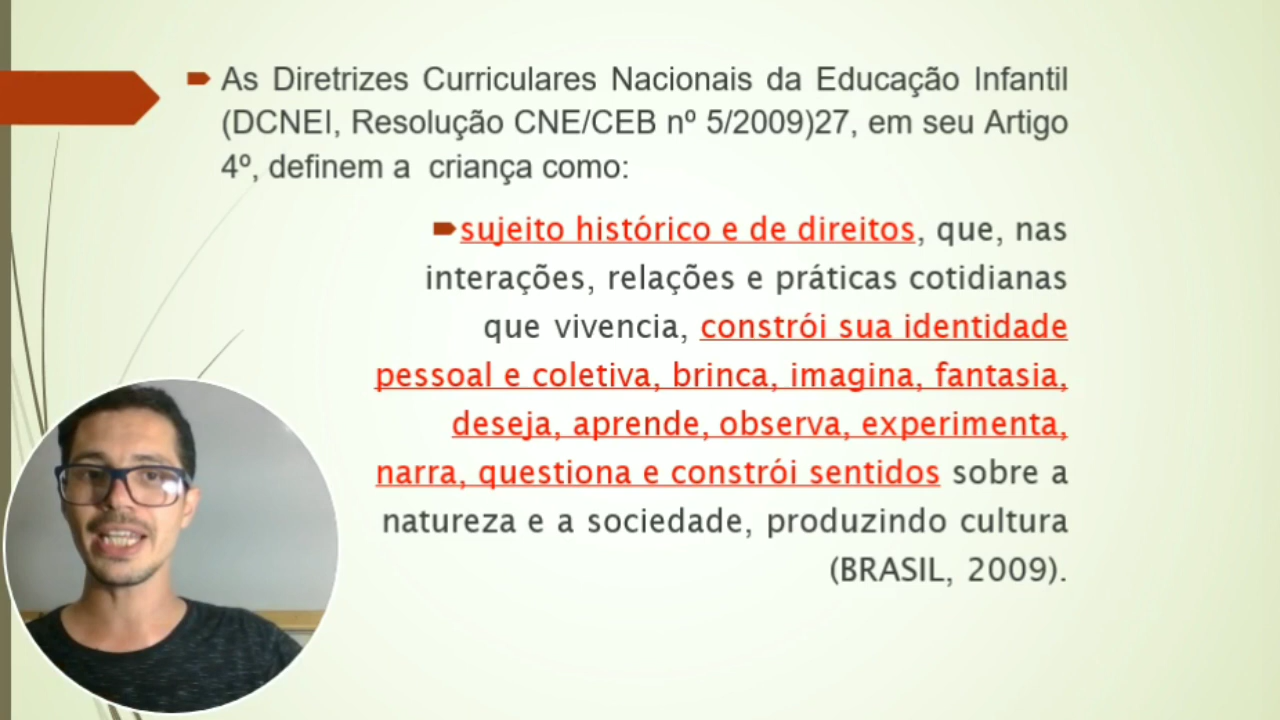 As Diretrizes Curriculares Nacionais da Educação Infantil
(DCNEI, Resolução CNE/CEB nº 5/2009)27, em seu Artigo
4º, definem a criança como:
sujeito histórico e de direitos, que, nas
interações, relações e práticas cotidianas
que vivencia, constrói sua identidade
pessoal e coletiva, brinca, imagina, fantasia,
deseja, aprende, observa, experimenta,
narra, questiona e constrói sentidos sobre a
natureza e a sociedade, produzindo cultura
(BRASIL, 2009).